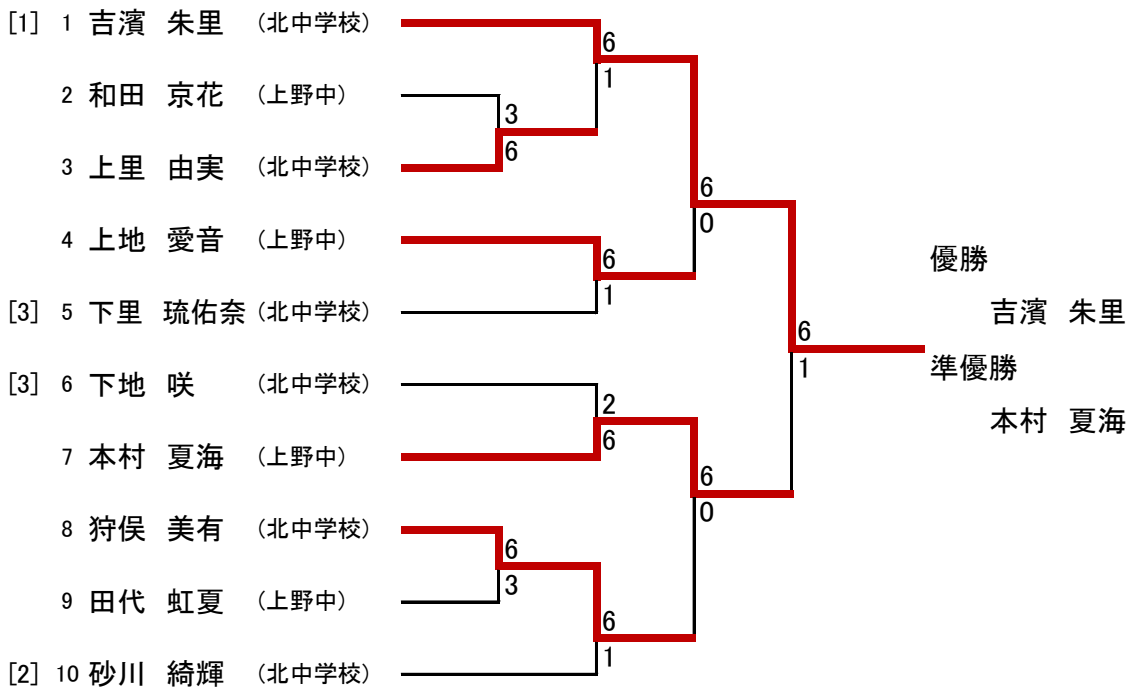 [1] 1 吉濱 朱里 (北中学校)
6
1
2 和田 京花 (上野中)
3
6
3 上里 由実 (北中学校)
6
0
4 上地 愛音 (上野中)
6
1
[3] 5 下里 琉佑奈 (北中学校)
優勝
吉濱 朱里
6
1
準優勝
本村 夏海
[3] 6 下地 咲 (北中学校)
2
6
7 本村 夏海 (上野中)
6
0
8 狩俣 美有 (北中学校)
6
3
9 田代 虹夏 (上野中)
6
1
[2] 10 砂川 綺輝 (北中学校)